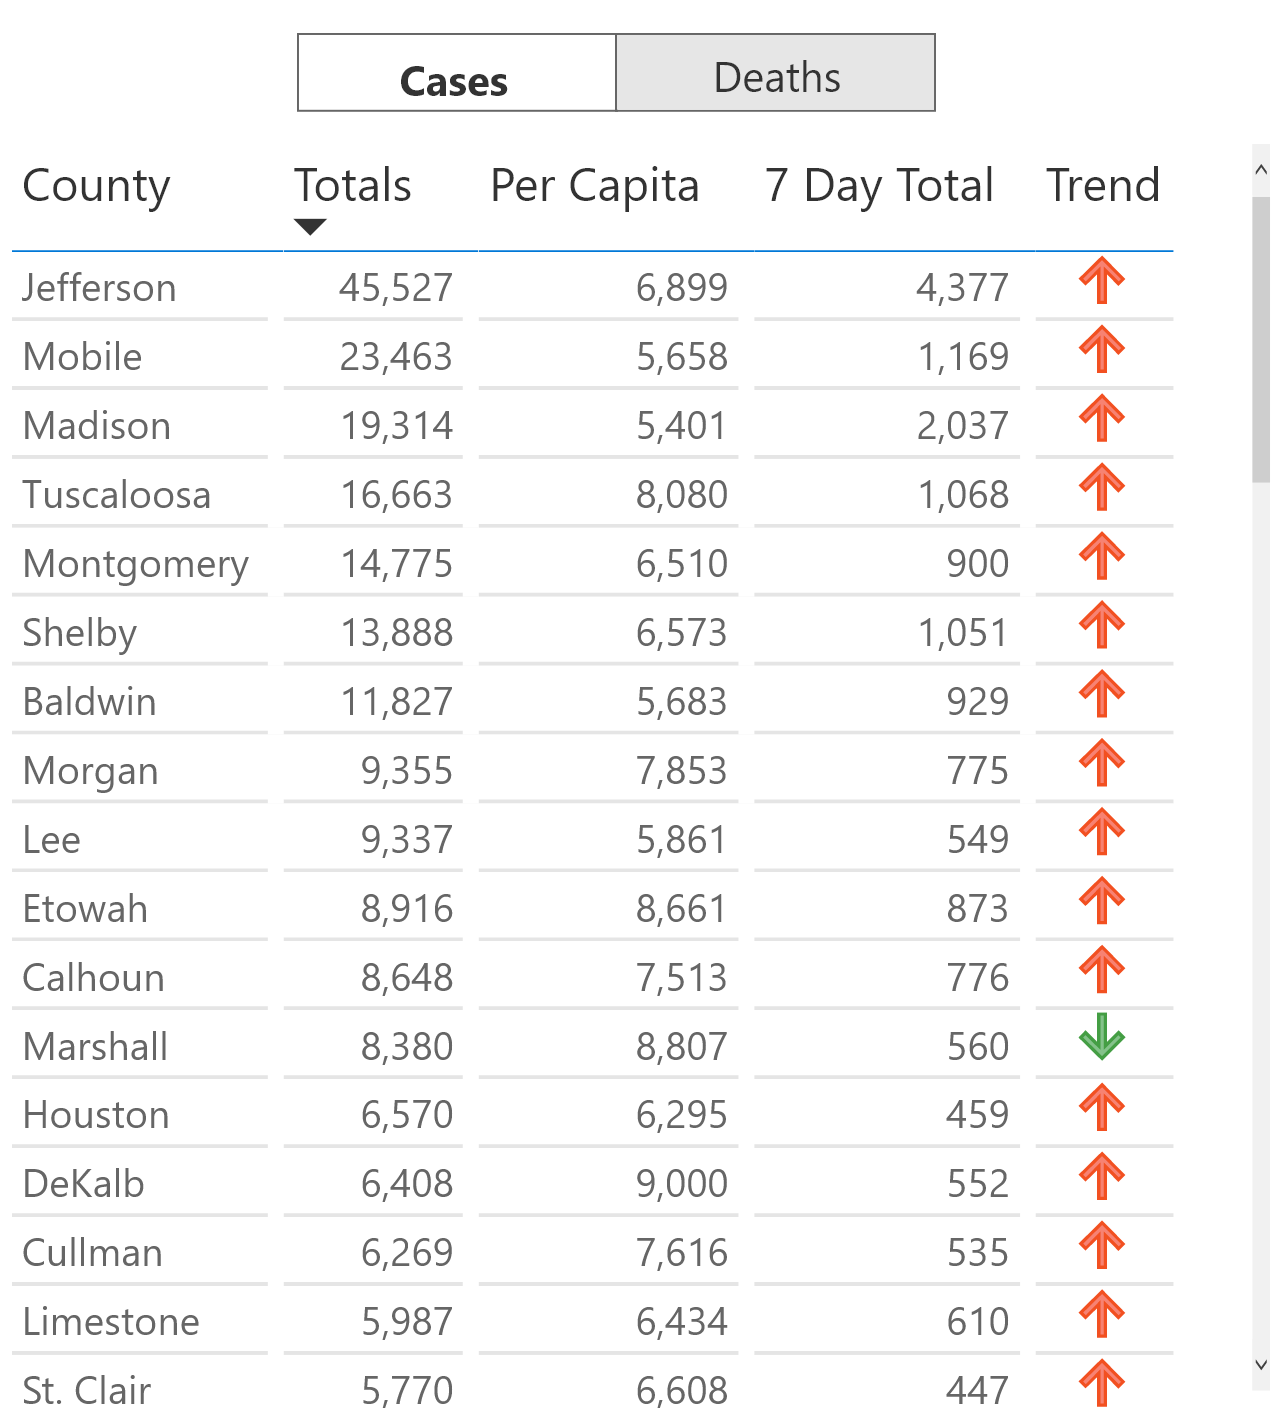 Cases Deaths
County Totals Per Capita 7 Day Total Trend
Jefferson 45,527 6,899 4,377
Mobile 23,463 5,658 1,169
Madison 19,314 5,401 2,037
Tuscaloosa 16,663 8,080 1,068
Montgomery 14,775 6,510 900
Shelby 13,888 6,573 1,051
Baldwin 11,827 5,683 929
Morgan 9,355 7,853 775
Lee 9,337 5,861 549
Etowah 8,916 8,661 873
Calhoun 8,648 7,513 776
Marshall 8,380 8,807 560
Houston 6,570 6,295 459
DeKalb 6,408 9,000 552
Cullman 6,269 7,616 535
Limestone 5,987 6,434 610
St. Clair 5,770 6,608 447